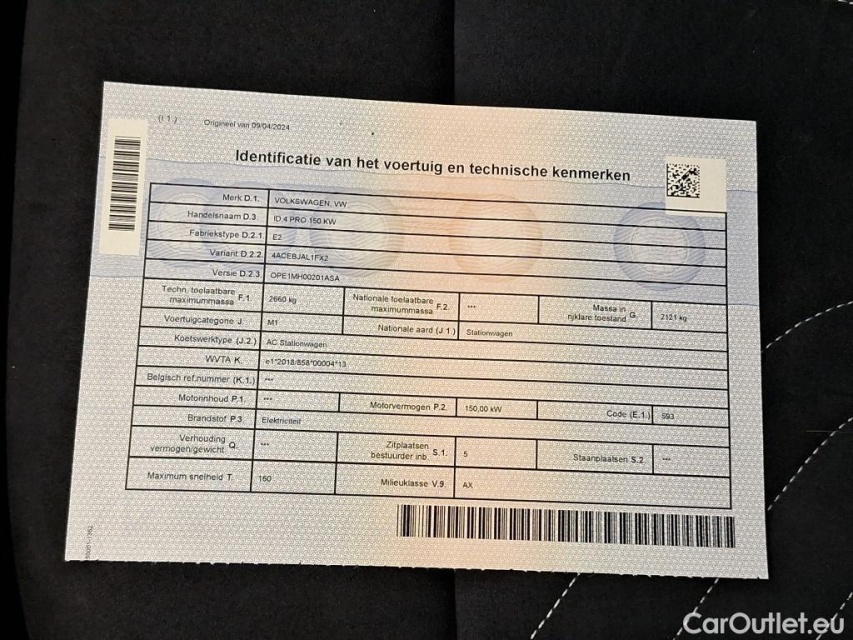 (I 1.) Origineel van 09/04/2024
Identificatie van het voertuig en technische kenmerken
Merk D.1. VOLKSWAGEN, VW
Handelsnaam D.3 ID.4 PRO 150 KW
Fabriekstype D.2.1 E2
Variant D.2.2 4ACEBJAL1FX2
Versie D.2.3 OPE1MH00201ASA
Techn. toelaatbare maximummassa F.1. 2660 kg Nationale toelaatbare maximummassa F.2. --- Massa in rijklare toestand G. 2121 kg
Voertuigcategorie J. M1 Nationale aard (J.1) Stationwagen
Koetswerktype (J.2.) AC Stationwagen
WVTA K. e1*2018/858*00004*13
Belgisch ref.nummer (K.1.) ---
Motorinhoud P.1. --- Motorvermogen P.2. 150,00 kW Code (E.1.) 593
Brandstof P.3 Elektriciteit
Verhouding vermogen/gewicht Q. --- Zitplaatsen bestuurder inb. S.1. 5 Staanplaatsen S.2 ---
Maximum snelheid T. 160 Milieuklasse V.9. AX
CarOutlet.eu